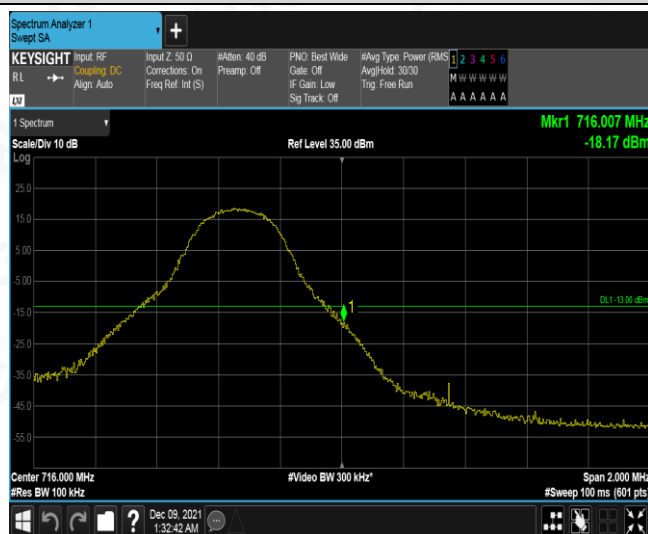 Spectrum Analyzer 1
Swept SA
+
KEYSIGHT Input: RF Input Z: 50 Ω #Atten: 40 dB PNO: Best Wide #Avg Type: Power (RMS 1 2 3 4 5 6
RL Coupling: DC Corrections: On Preamp: Off Gate: Off Avg|Hold: 30/30 M W W W W W
Align: Auto Freq Ref: Int (S) IF Gain: Low Trig: Free Run
LXI Sig Track: Off A A A A A A
1 Spectrum Mkr1 716.007 MHz
Scale/Div 10 dB Ref Level 35.00 dBm -18.17 dBm
Log
25.0
15.0
5.00
-5.00
DL1 -13.00 dBm
-15.0 1
-25.0
-35.0
-45.0
-55.0
Center 716.000 MHz #Video BW 300 kHz* Span 2.000 MHz
#Res BW 100 kHz #Sweep 100 ms (601 pts)
? Dec 09, 2021
1:32:42 AM